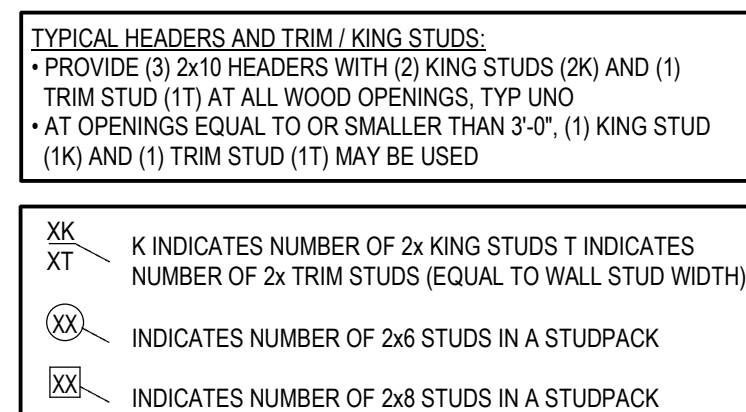 TYPICAL HEADERS AND TRIM / KING STUDS:
• PROVIDE (3) 2x10 HEADERS WITH (2) KING STUDS (2K) AND (1)
TRIM STUD (1T) AT ALL WOOD OPENINGS, TYP UNO
• AT OPENINGS EQUAL TO OR SMALLER THAN 3'-0", (1) KING STUD
(1K) AND (1) TRIM STUD (1T) MAY BE USED
XK
XT
K INDICATES NUMBER OF 2x KING STUDS T INDICATES
NUMBER OF 2x TRIM STUDS (EQUAL TO WALL STUD WIDTH)
XX
INDICATES NUMBER OF 2x6 STUDS IN A STUDPACK
XX
INDICATES NUMBER OF 2x8 STUDS IN A STUDPACK